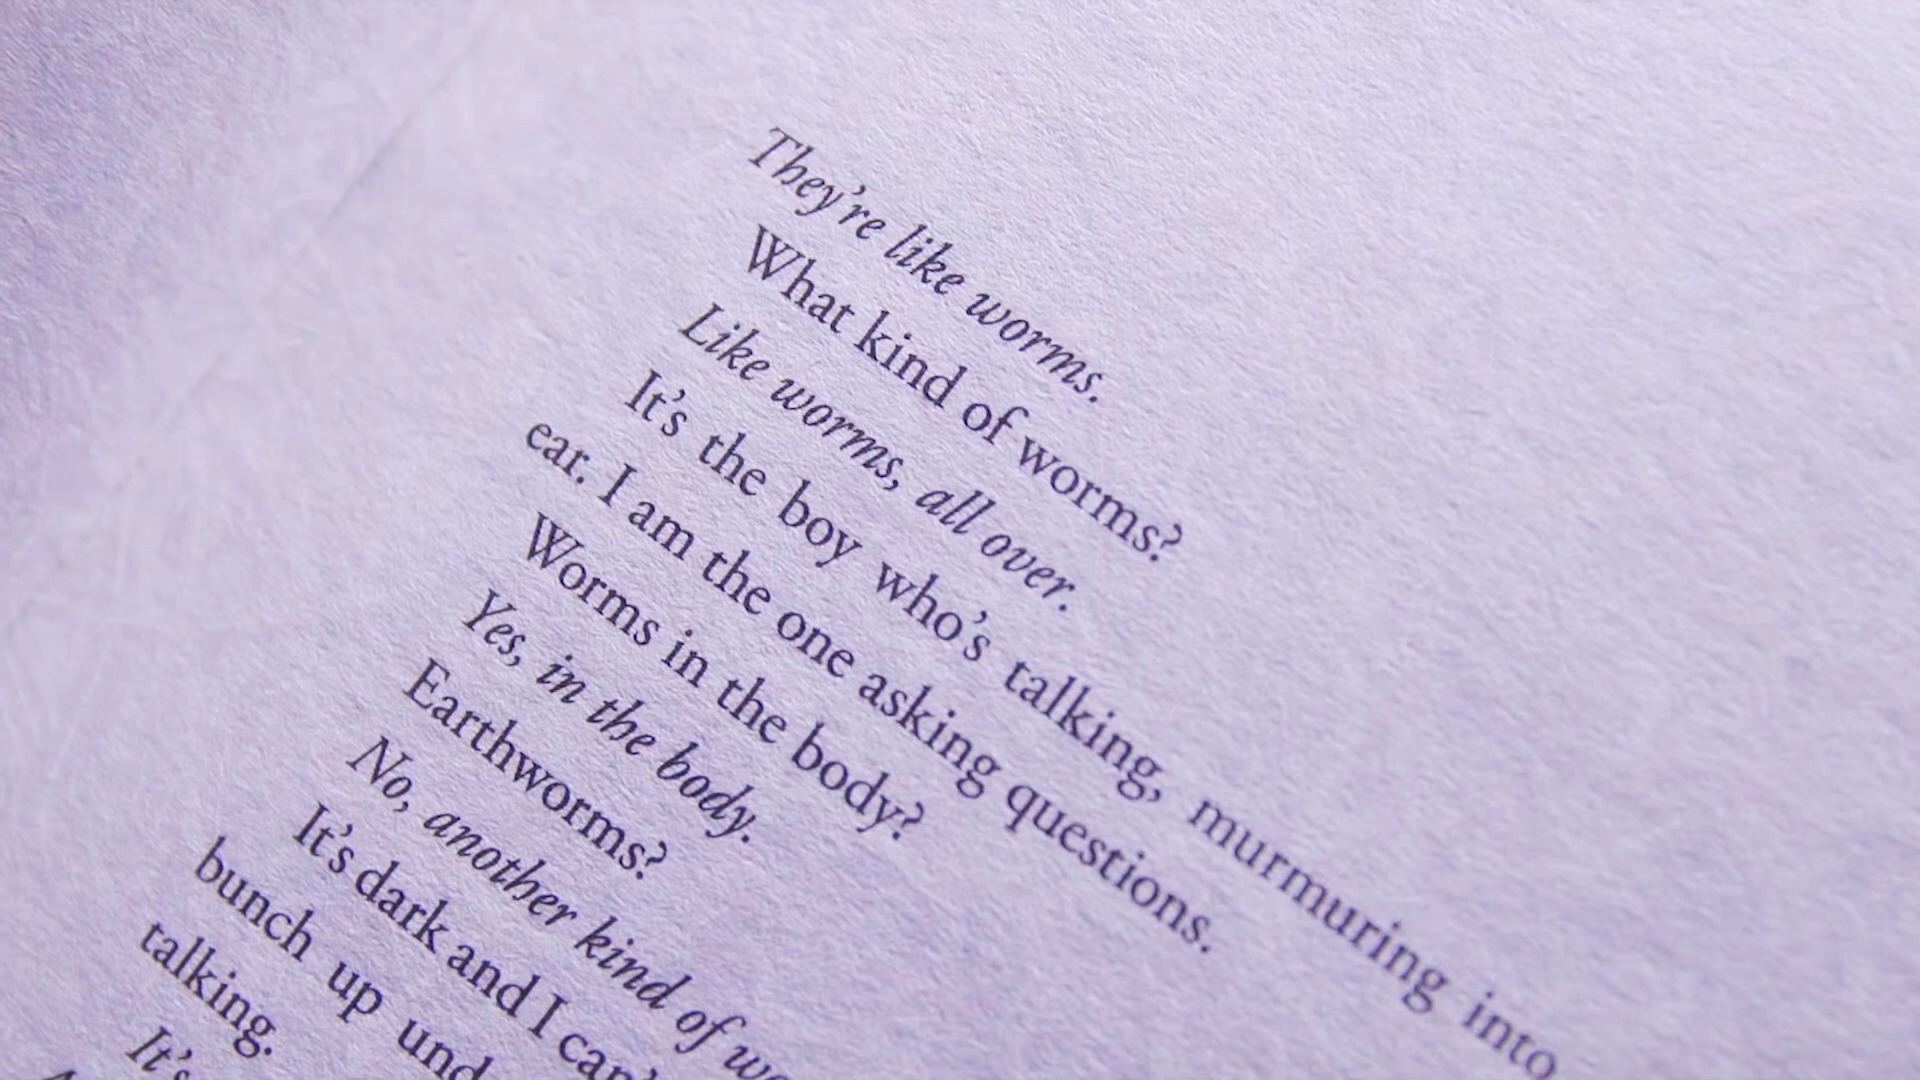 They're like worms.
What kind of worms?
Like worms, all over.
It's the boy who's talking, murmuring into
ear. I am the one asking questions.
Worms in the body?
Yes, in the body.
Earthworms?
No, another kind of
It's dark and I can't
bunch up
talking.
It's